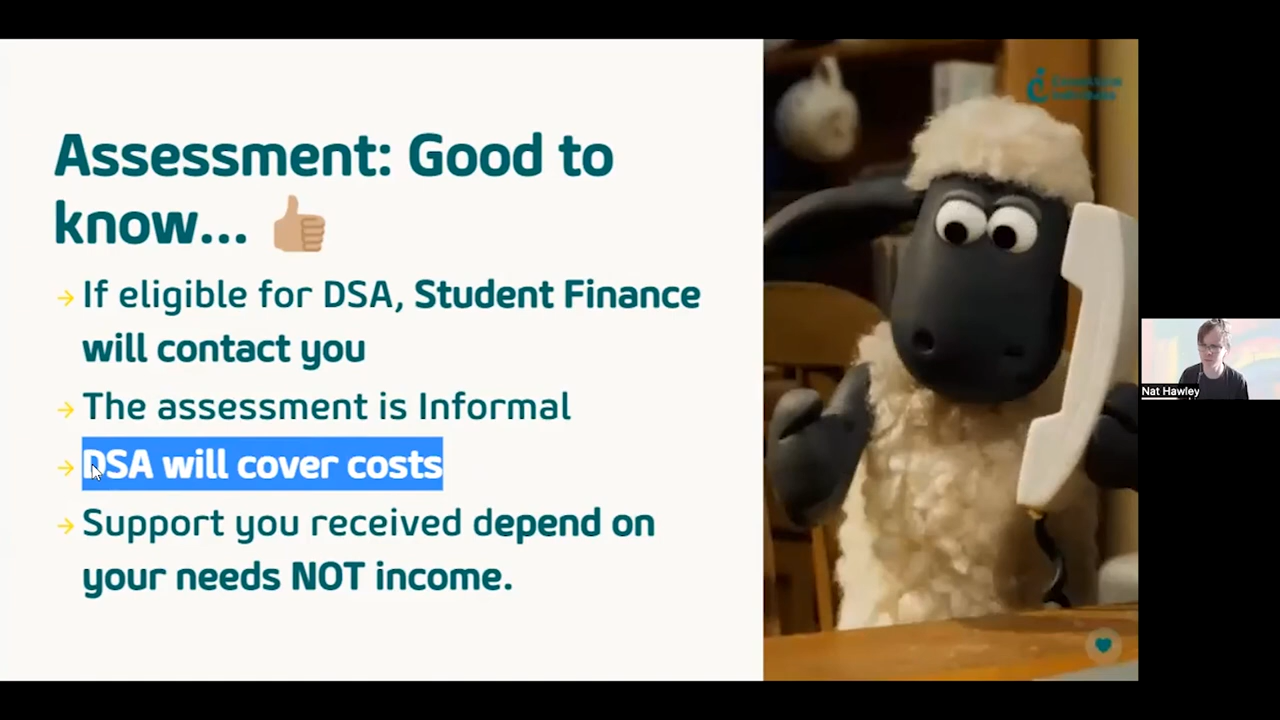 Assessment: Good to
know... 👍🏼
→ If eligible for DSA, Student Finance
will contact you
→ The assessment is Informal
→ DSA will cover costs
→ Support you received depend on
your needs NOT income.
Nat Hawley